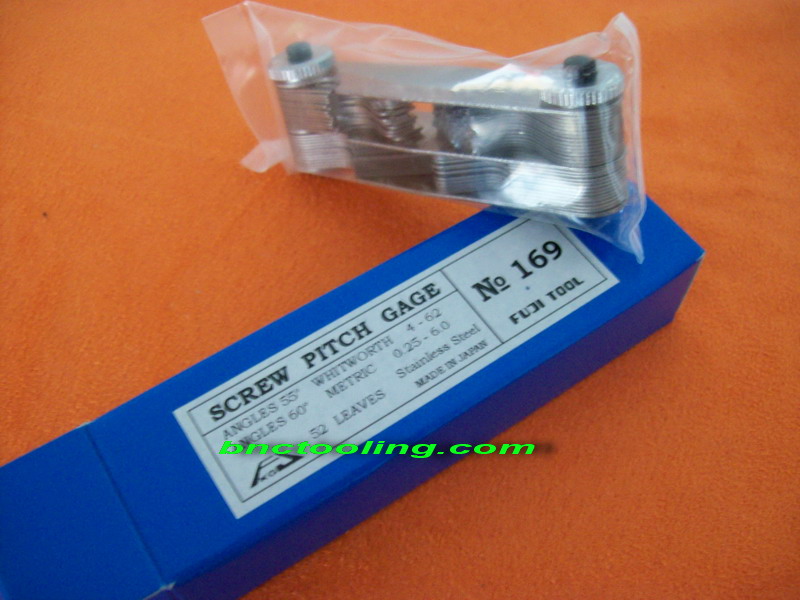 SCREW PITCH GAGE
ANGLES 55° WHITWORTH 4 - 62
ANGLES 60° METRIC 0.25 - 6.0
52 LEAVES Stainless Steel
MADE IN JAPAN
№ 169
FUJI TOOL
bnctooling.com